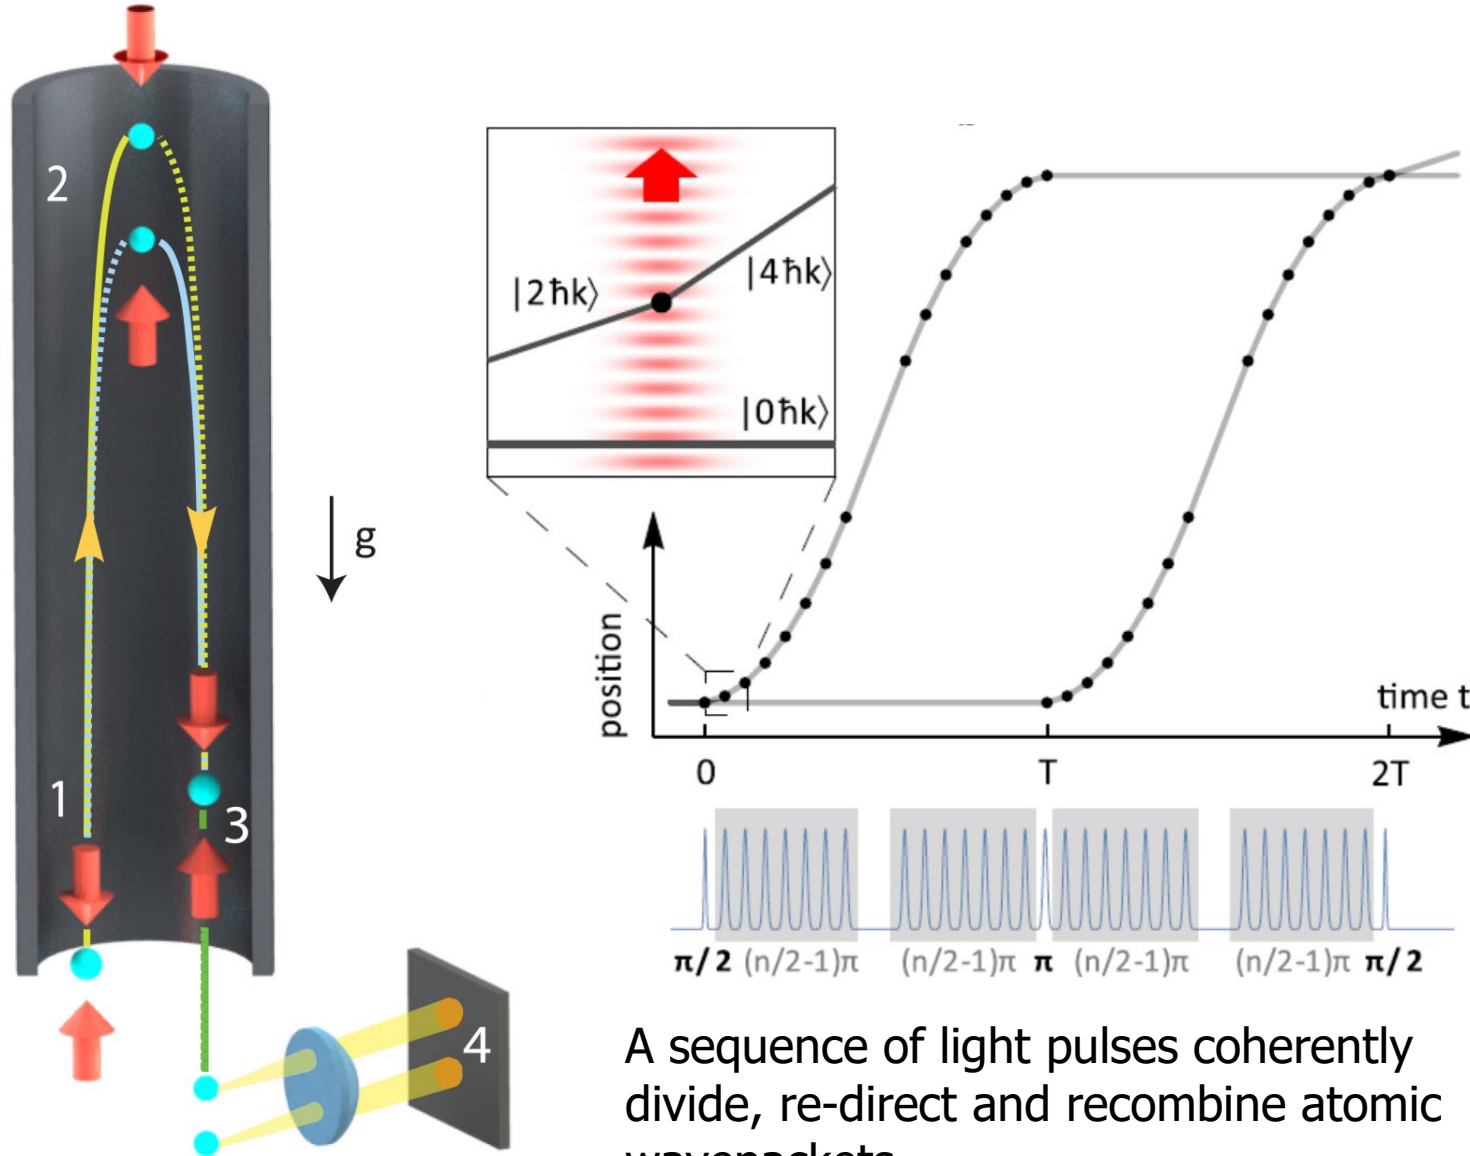 2
1
3
4
g
|2ħk⟩
|4ħk⟩
|0ħk⟩
position
time t
0
T
2T
π/2 (n/2-1)π (n/2-1)π π (n/2-1)π (n/2-1)π π/2
A sequence of light pulses coherently
divide, re-direct and recombine atomic
wavepackets